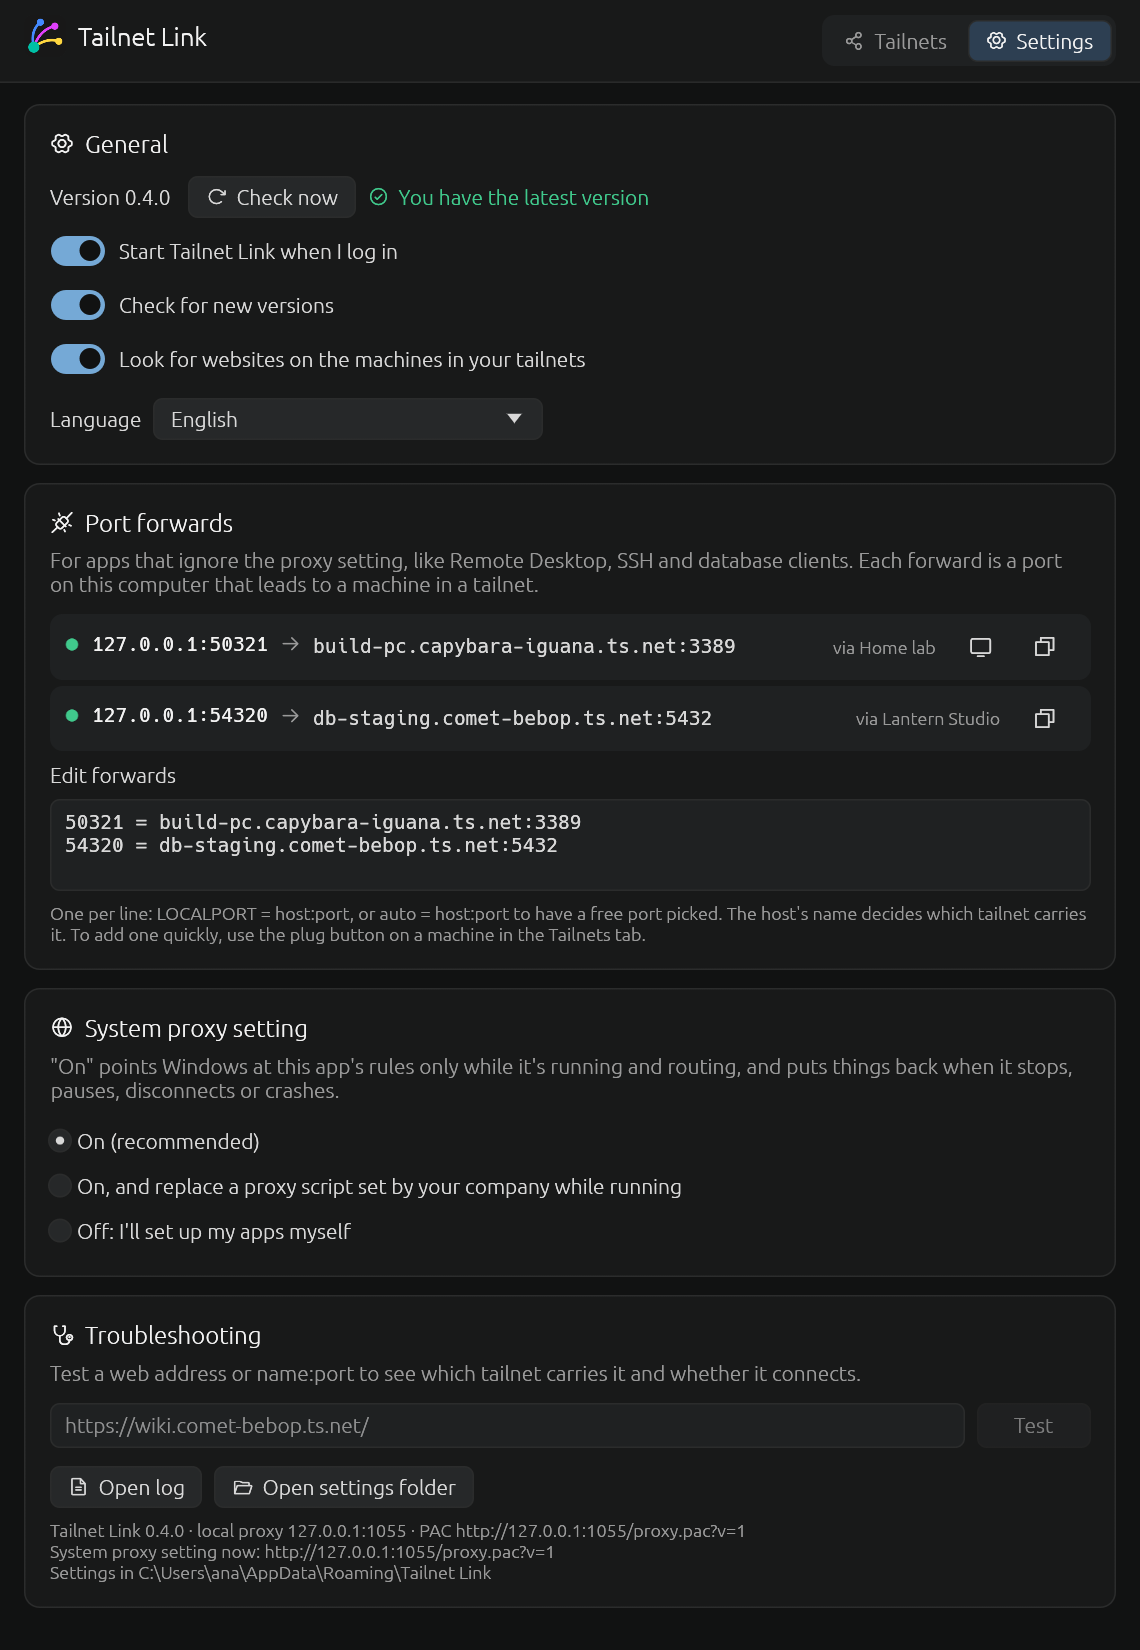 Tailnet Link
Tailnets
Settings
General
Version 0.4.0
Check now
You have the latest version
Start Tailnet Link when I log in
Check for new versions
Look for websites on the machines in your tailnets
Language
English
Port forwards
For apps that ignore the proxy setting, like Remote Desktop, SSH and database clients. Each forward is a port
on this computer that leads to a machine in a tailnet.
127.0.0.1:50321 → build-pc.capybara-iguana.ts.net:3389 via Home lab
127.0.0.1:54320 → db-staging.comet-bebop.ts.net:5432 via Lantern Studio
Edit forwards
50321 = build-pc.capybara-iguana.ts.net:3389
54320 = db-staging.comet-bebop.ts.net:5432
One per line: LOCALPORT = host:port, or auto = host:port to have a free port picked. The host's name decides which tailnet carries
it. To add one quickly, use the plug button on a machine in the Tailnets tab.
System proxy setting
"On" points Windows at this app's rules only while it's running and routing, and puts things back when it stops,
pauses, disconnects or crashes.
On (recommended)
On, and replace a proxy script set by your company while running
Off: I'll set up my apps myself
Troubleshooting
Test a web address or name:port to see which tailnet carries it and whether it connects.
https://wiki.comet-bebop.ts.net/
Test
Open log
Open settings folder
Tailnet Link 0.4.0 · local proxy 127.0.0.1:1055 · PAC http://127.0.0.1:1055/proxy.pac?v=1
System proxy setting now: http://127.0.0.1:1055/proxy.pac?v=1
Settings in C:\Users\ana\AppData\Roaming\Tailnet Link